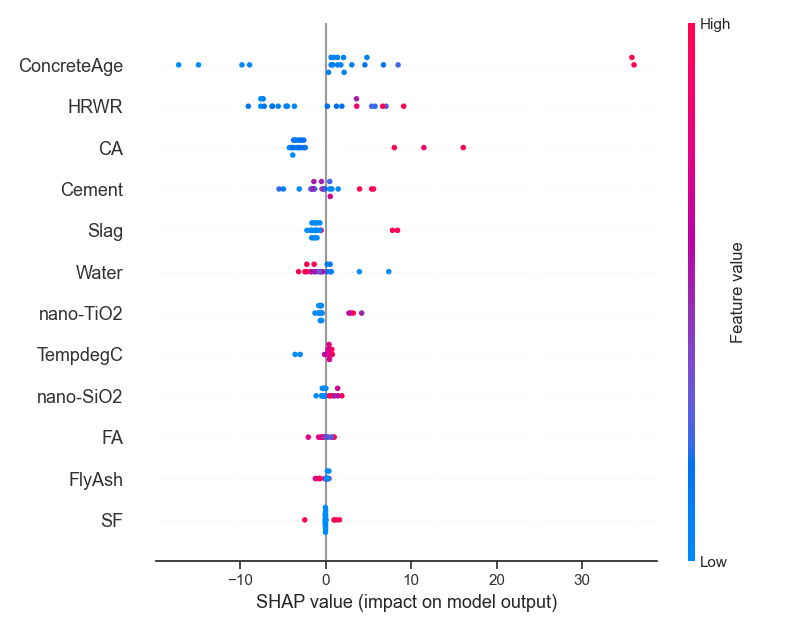 High
ConcreteAge
HRWR
CA
Cement
Slag
Water
nano-TiO2
TempdegC
nano-SiO2
FA
FlyAsh
SF
Feature value
Low
−10 0 10 20 30
SHAP value (impact on model output)